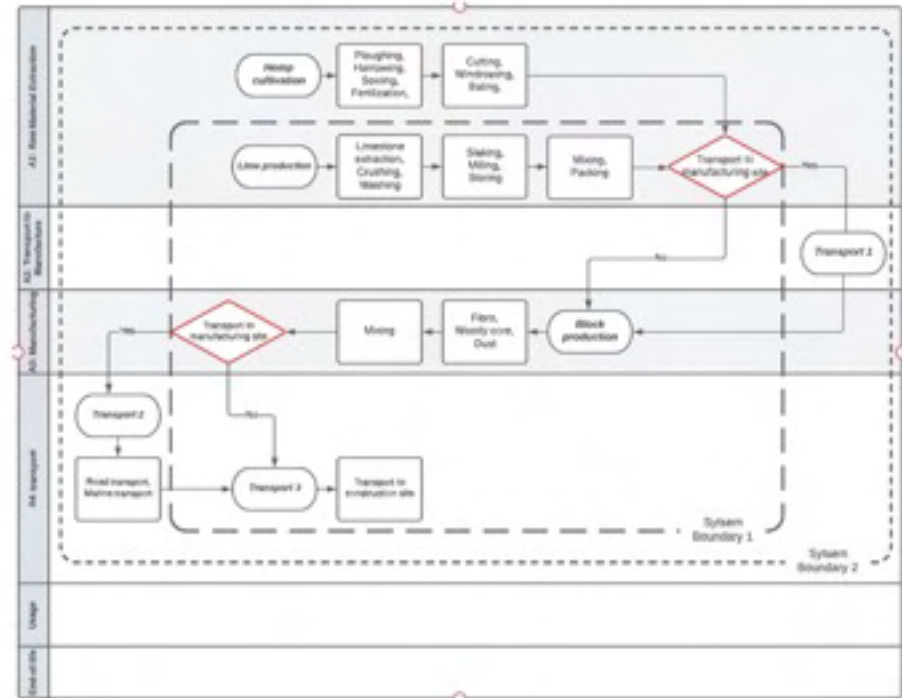 A1: Raw Material Extraction
Hemp
cultivation
Ploughing,
Harrowing,
Sowing,
Fertilization,
Cutting,
Windrowing,
Baling,
Lime production
Limestone
extraction,
Crushing,
Washing
Slaking,
Milling,
Storing
Mixing,
Packing
Transport to
manufacturing site
Yes
A2: Transport to
Manufacture
No
Transport 1
A3: Manufacturing
Yes
Transport to
manufacturing site
Mixing
Fibre,
Woody core,
Dust
Block
production
A4: transport
Transport 2
No
Road transport,
Marine transport
Transport 3
Transport to
construction site
Sytsem
Boundary 1
Sytsem
Boundary 2
Usage
End-of-life